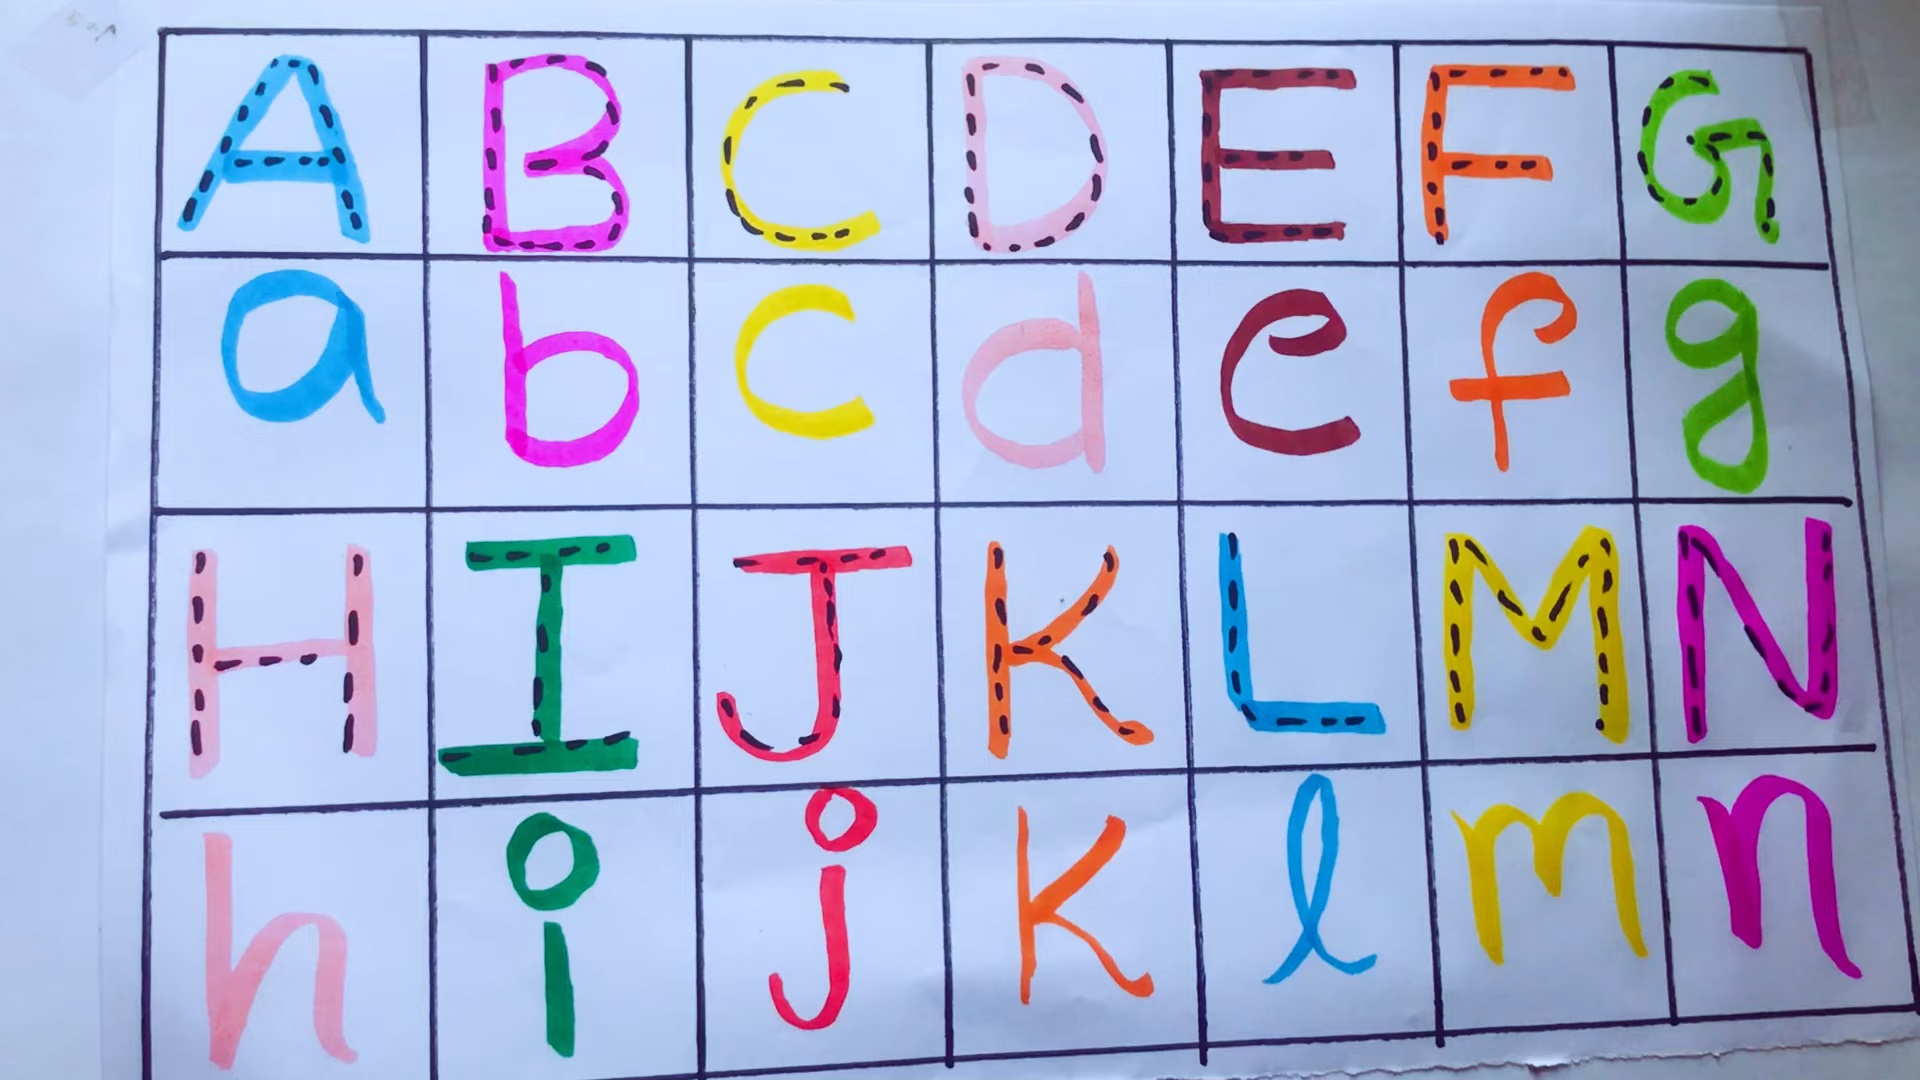 A B C D E F G
a b c d e f g
H I J K L M N
h i j k l m n